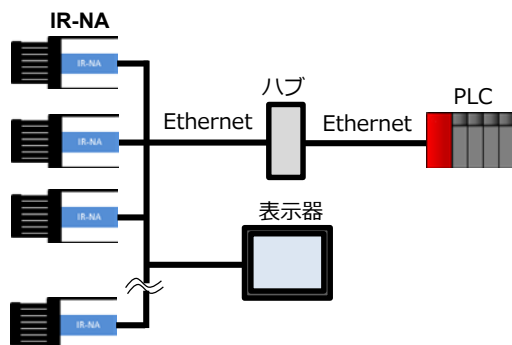 IR-NA
IR-NA
ハブ
PLC
Ethernet
Ethernet
IR-NA
IR-NA
表示器
IR-NA